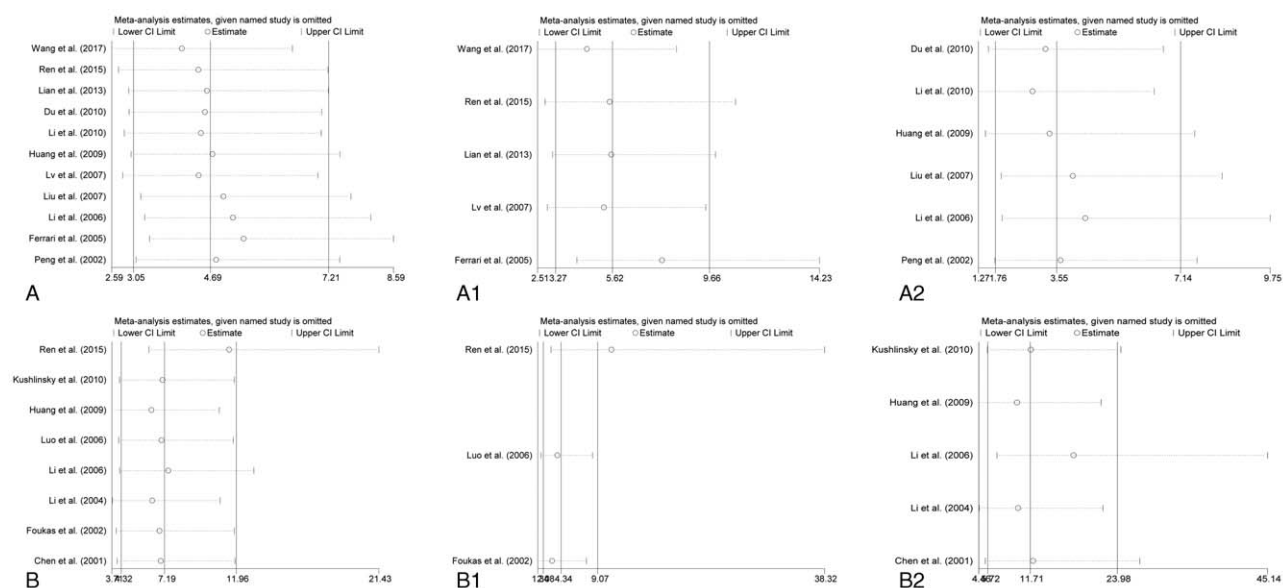 Meta-analysis estimates, given named study is omitted
Lower CI Limit Estimate Upper CI Limit
Wang et al. (2017)
Ren et al. (2015)
Lian et al. (2013)
Du et al. (2010)
Li et al. (2010)
Huang et al. (2009)
Lv et al. (2007)
Liu et al. (2007)
Li et al. (2006)
Ferrari et al. (2005)
Peng et al. (2002)
2.59 3.05 4.69 7.21 8.59
A
Meta-analysis estimates, given named study is omitted
Lower CI Limit Estimate Upper CI Limit
Wang et al. (2017)
Ren et al. (2015)
Lian et al. (2013)
Lv et al. (2007)
Ferrari et al. (2005)
2.513.27 5.62 9.66 14.23
A1
Meta-analysis estimates, given named study is omitted
Lower CI Limit Estimate Upper CI Limit
Du et al. (2010)
Li et al. (2010)
Huang et al. (2009)
Liu et al. (2007)
Li et al. (2006)
Peng et al. (2002)
1.271.76 3.55 7.14 9.75
A2
Meta-analysis estimates, given named study is omitted
Lower CI Limit Estimate Upper CI Limit
Ren et al. (2015)
Kushlinsky et al. (2010)
Huang et al. (2009)
Luo et al. (2006)
Li et al. (2006)
Li et al. (2004)
Foukas et al. (2002)
Chen et al. (2001)
7.19 11.96 21.43
B
Meta-analysis estimates, given named study is omitted
Lower CI Limit Estimate Upper CI Limit
Ren et al. (2015)
Luo et al. (2006)
Foukas et al. (2002)
4.34 9.07 38.32
B1
Meta-analysis estimates, given named study is omitted
Lower CI Limit Estimate Upper CI Limit
Kushlinsky et al. (2010)
Huang et al. (2009)
Li et al. (2006)
Li et al. (2004)
Chen et al. (2001)
11.71 23.98
B2